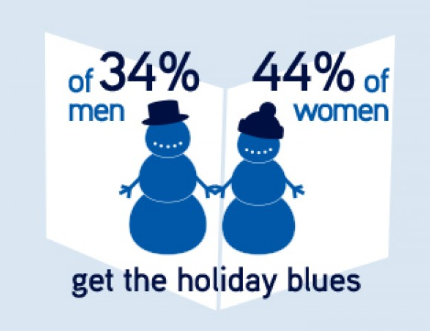 of 34% 44% of
men women
get the holiday blues